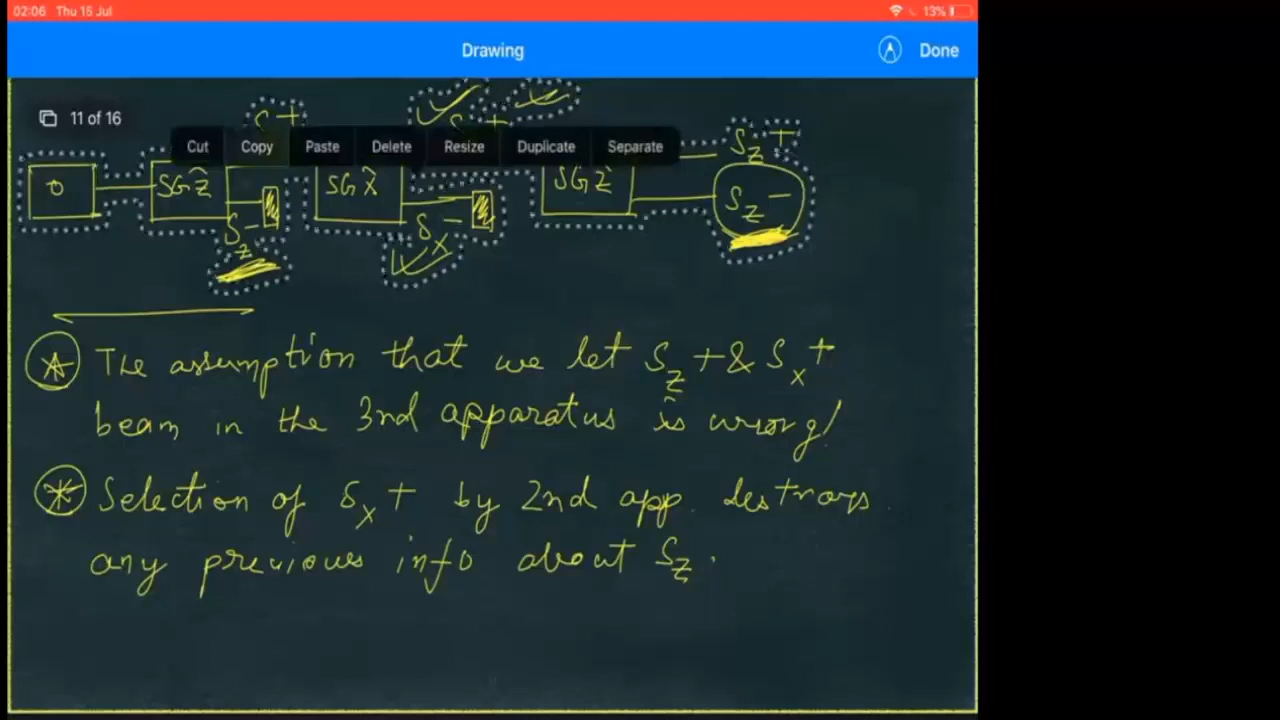 02:06 Thu 15 Jul 13%
Drawing Done
11 of 16
S +
S +
Cut Copy Paste Delete Resize Duplicate Separate
O SGẑ SGx̂ SGẑ Sz+
Sz- Sx- Sz-
The assumption that we let Sz+ & Sx+
beam in the 3nd apparatus is wrong!
Selection of Sx+ by 2nd app. destroys
any previous info about Sz.